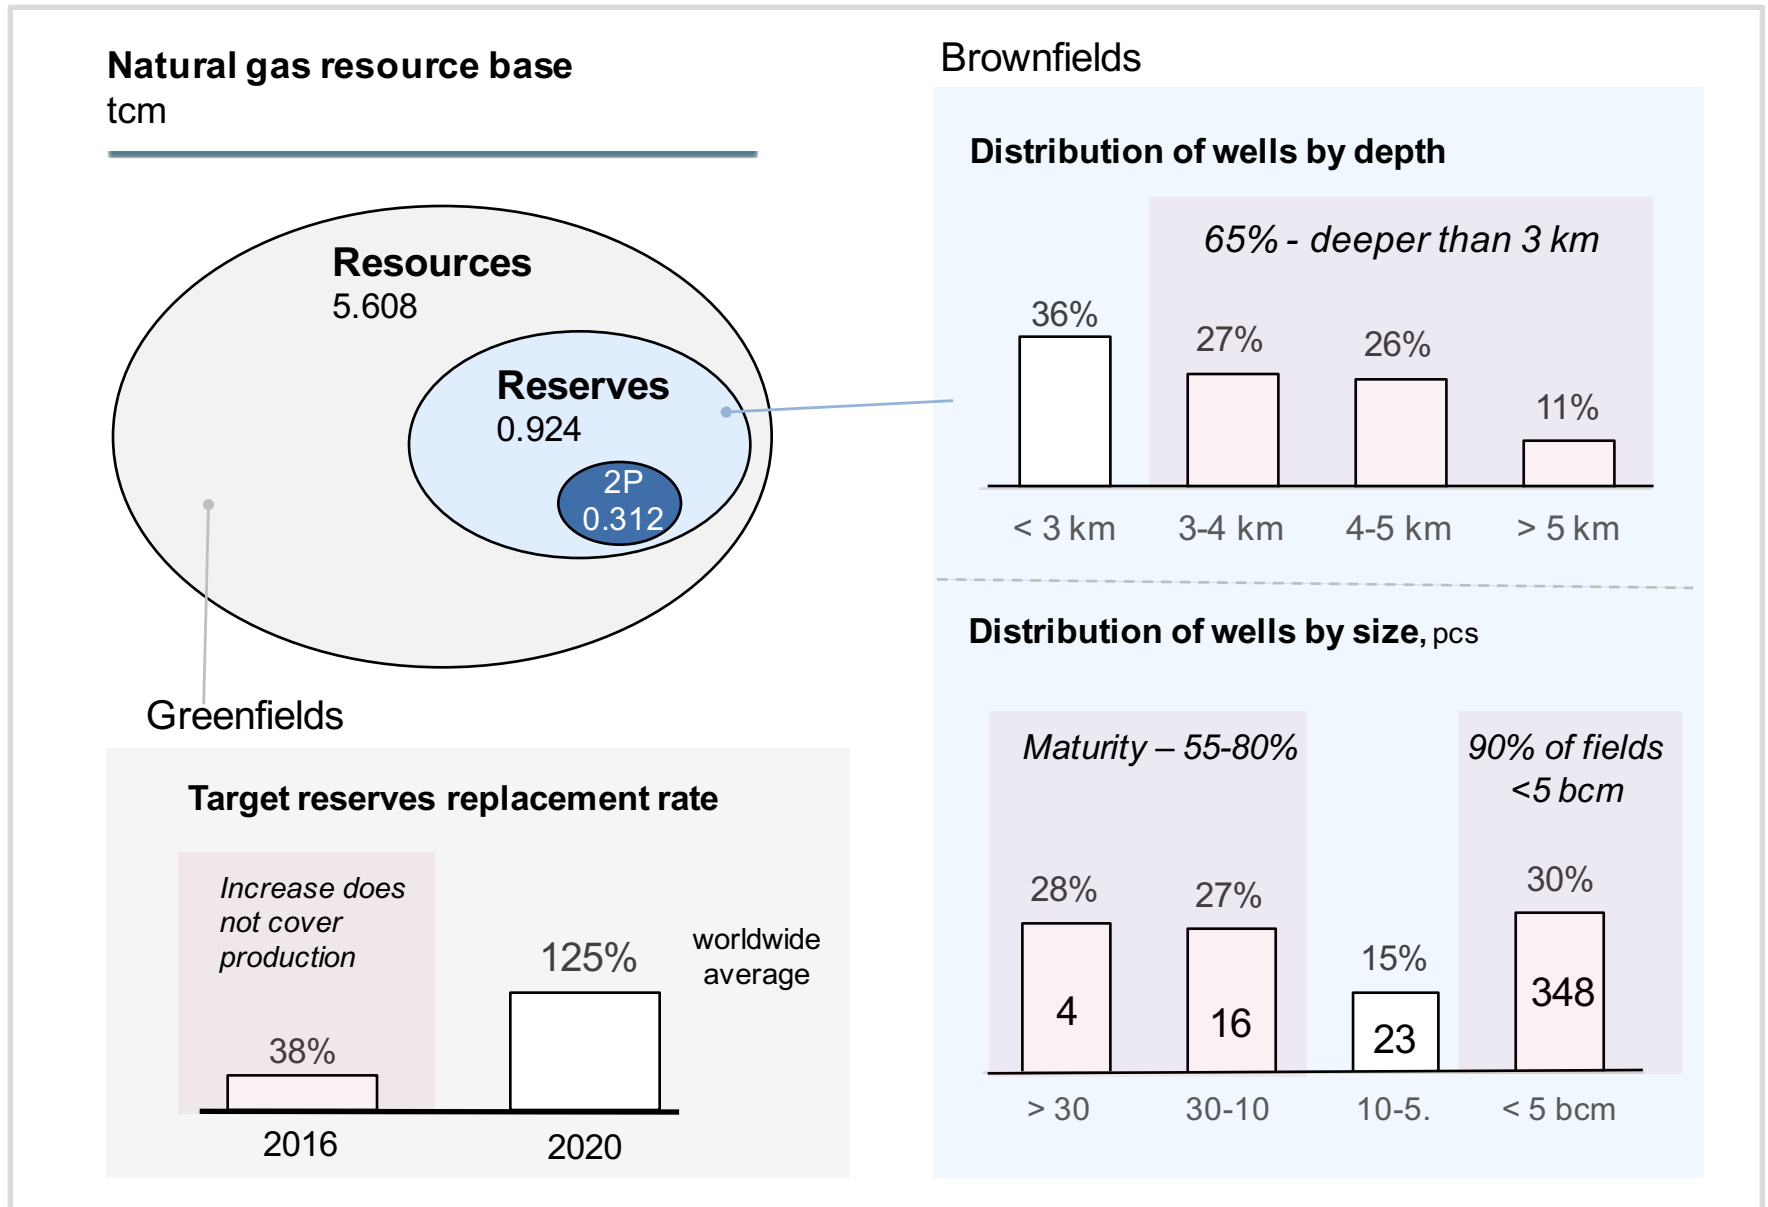 Natural gas resource base
tcm
Resources
5.608
Reserves
0.924
2P
0.312
Greenfields
Target reserves replacement rate
Increase does
not cover
production
38%
125%
worldwide
average
2016
2020
Brownfields
Distribution of wells by depth
65% - deeper than 3 km
36%
27%
26%
11%
< 3 km
3-4 km
4-5 km
> 5 km
Distribution of wells by size, pcs
Maturity – 55-80%
90% of fields
<5 bcm
28%
27%
15%
30%
4
16
23
348
> 30
30-10
10-5.
< 5 bcm